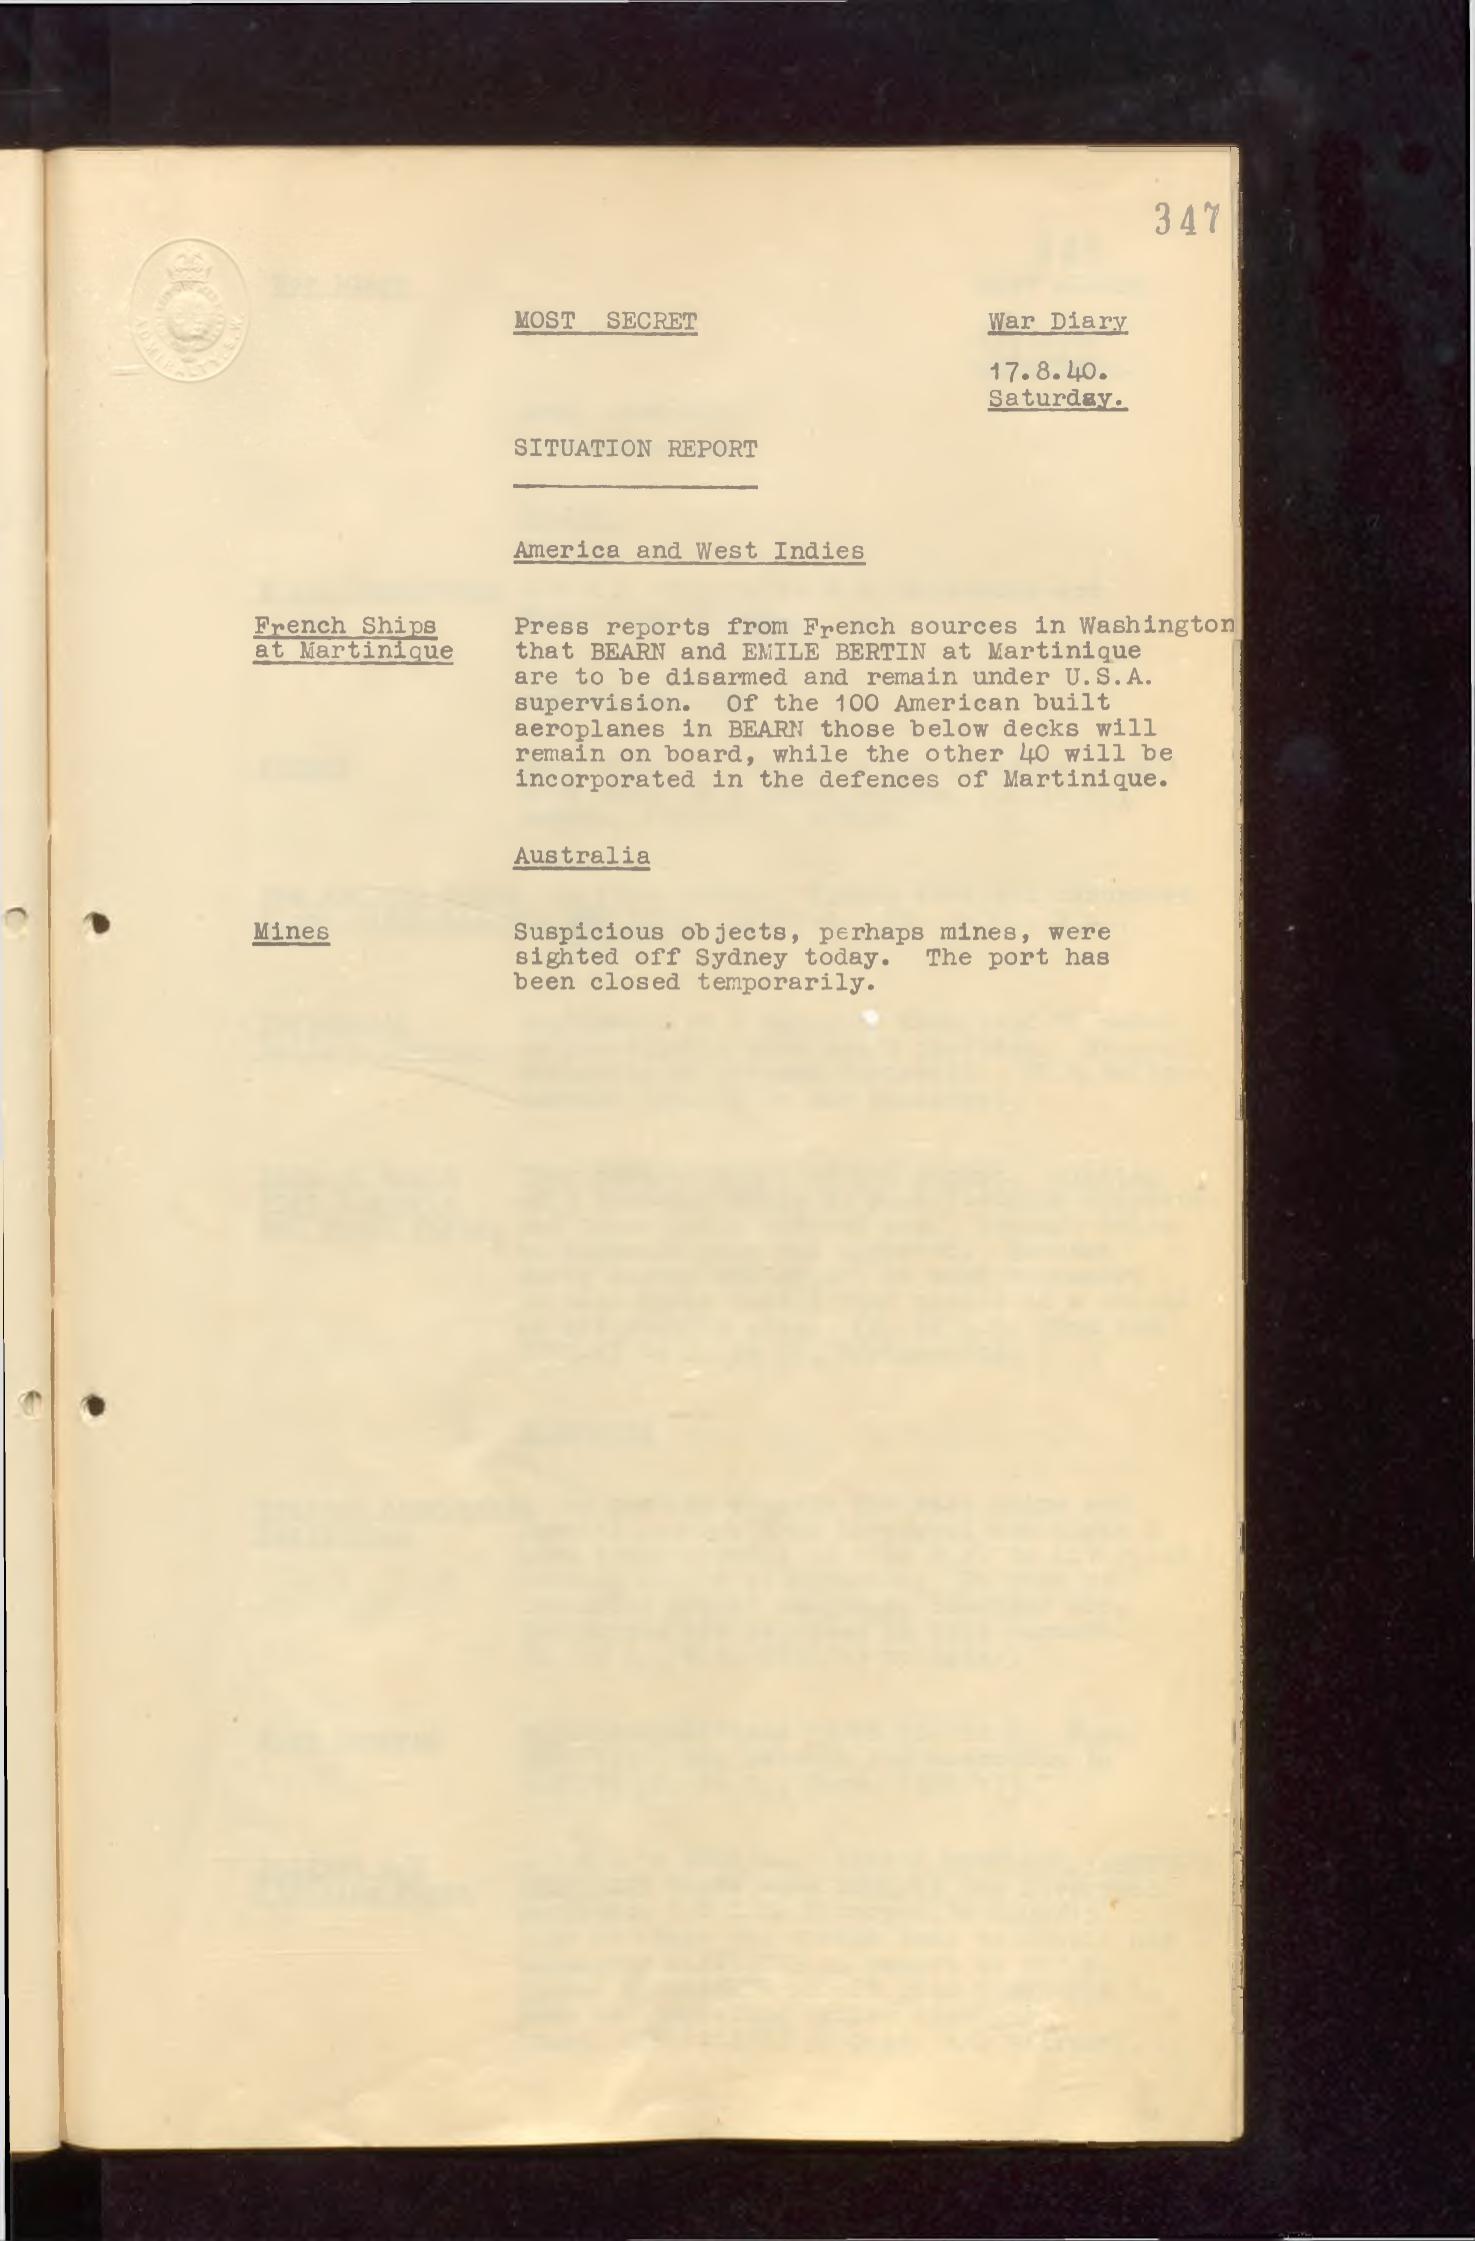 347
ADMIRALTY.S.W.
MOST SECRET
War Diary
17.8.40.
Saturday.
SITUATION REPORT
America and West Indies
French Ships
at Martinique
Press reports from French sources in Washington
that BEARN and EMILE BERTIN at Martinique
are to be disarmed and remain under U.S.A.
supervision. Of the 100 American built
aeroplanes in BEARN those below decks will
remain on board, while the other 40 will be
incorporated in the defences of Martinique.
Australia
Mines
Suspicious objects, perhaps mines, were
sighted off Sydney today. The port has
been closed temporarily.